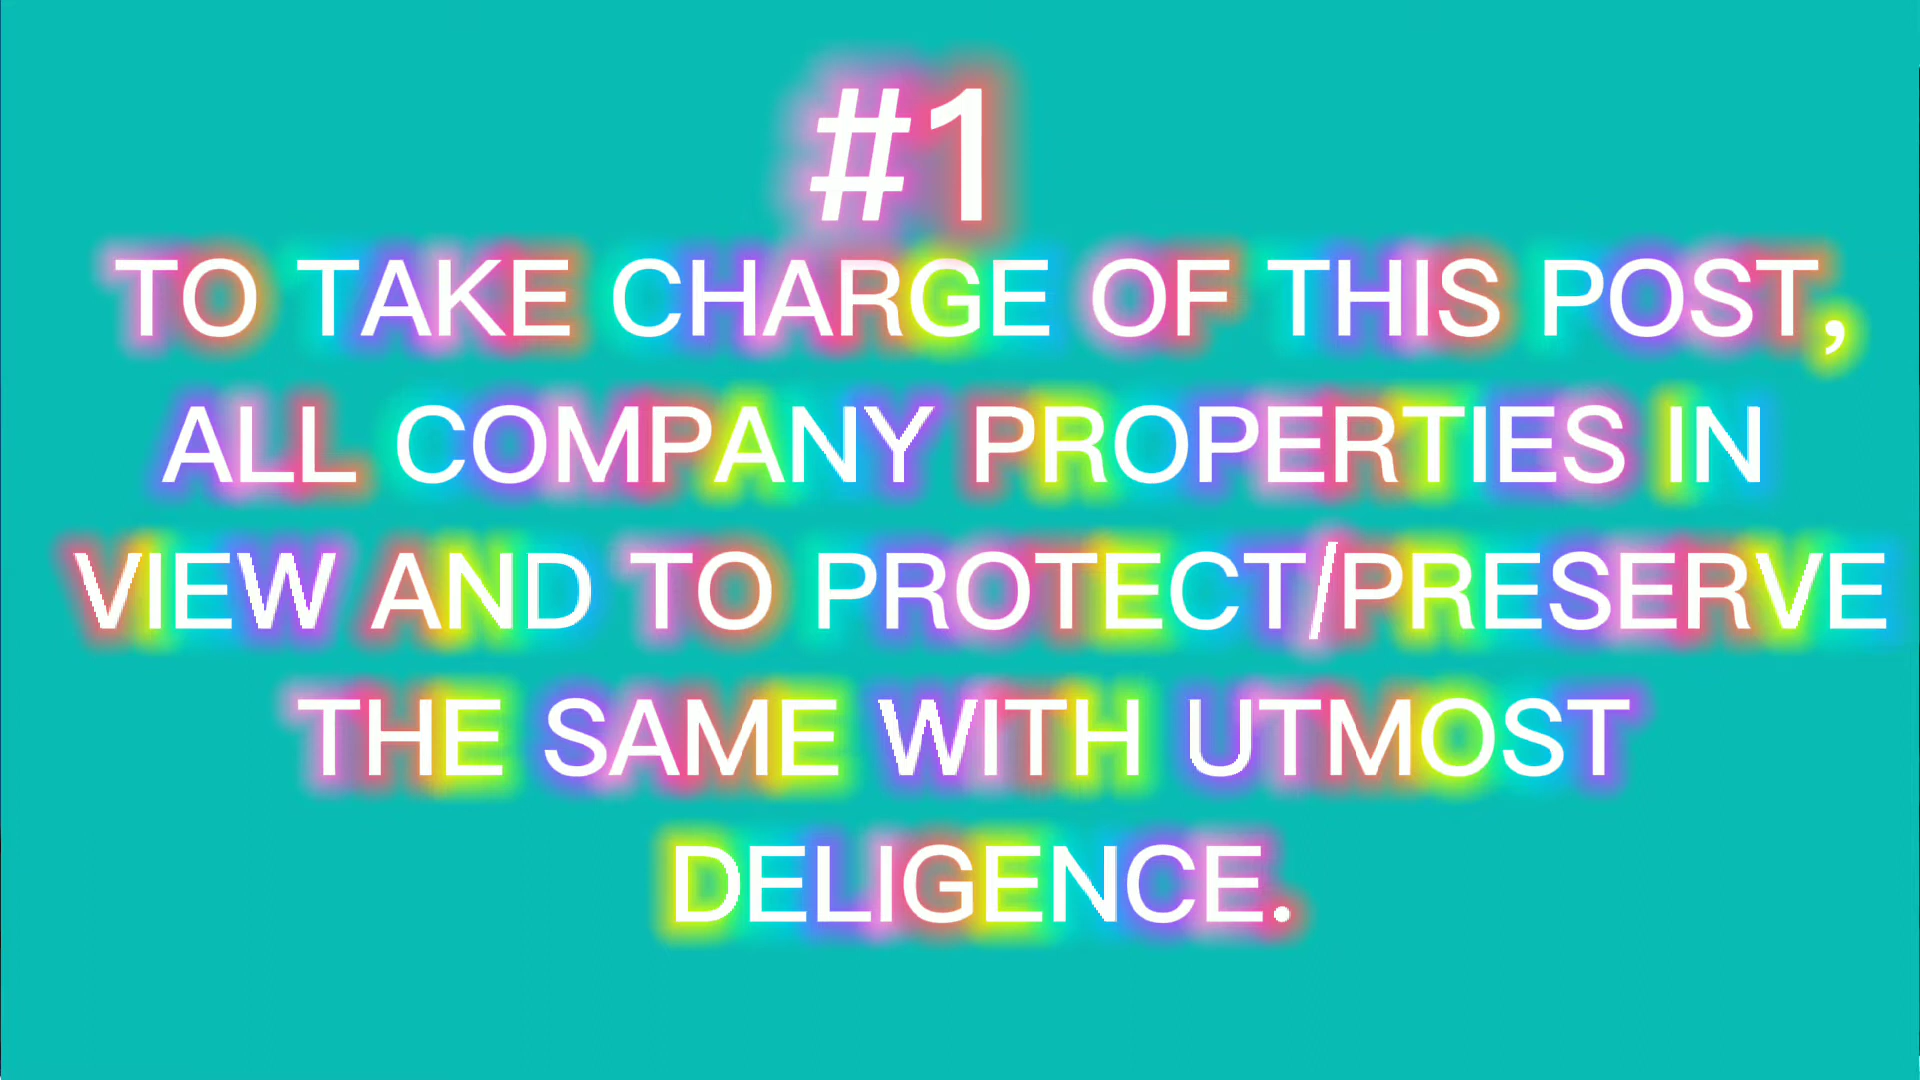 #1
TO TAKE CHARGE OF THIS POST,
ALL COMPANY PROPERTIES IN
VIEW AND TO PROTECT/PRESERVE
THE SAME WITH UTMOST
DELIGENCE.